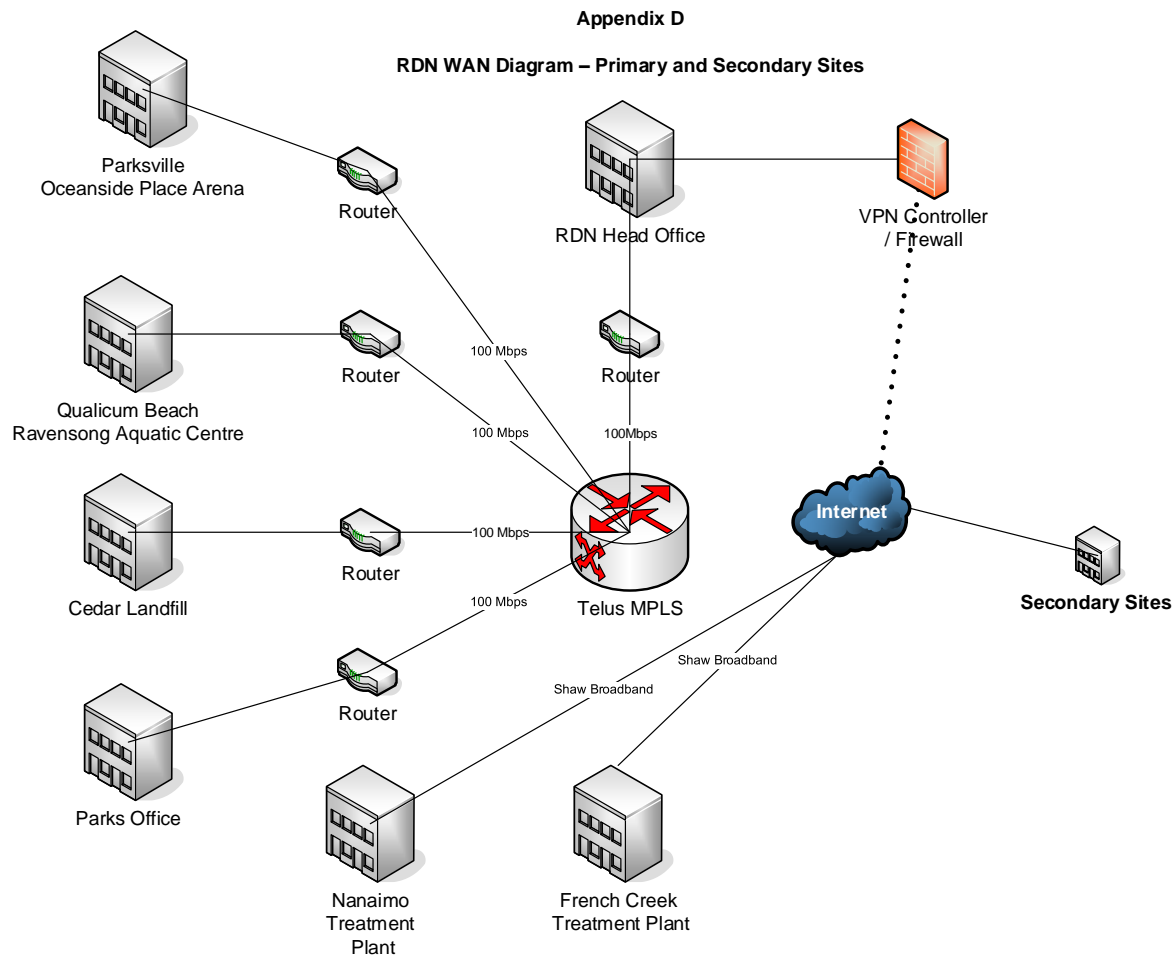 Appendix D
RDN WAN Diagram – Primary and Secondary Sites
Parksville
Oceanside Place Arena
Router
RDN Head Office
VPN Controller
/ Firewall
100 Mbps
Qualicum Beach
Ravensong Aquatic Centre
Router
Router
100 Mbps
100Mbps
Internet
Cedar Landfill
Router
100 Mbps
Telus MPLS
Secondary Sites
100 Mbps
Shaw Broadband
Shaw Broadband
Router
Parks Office
Nanaimo
Treatment
Plant
French Creek
Treatment Plant